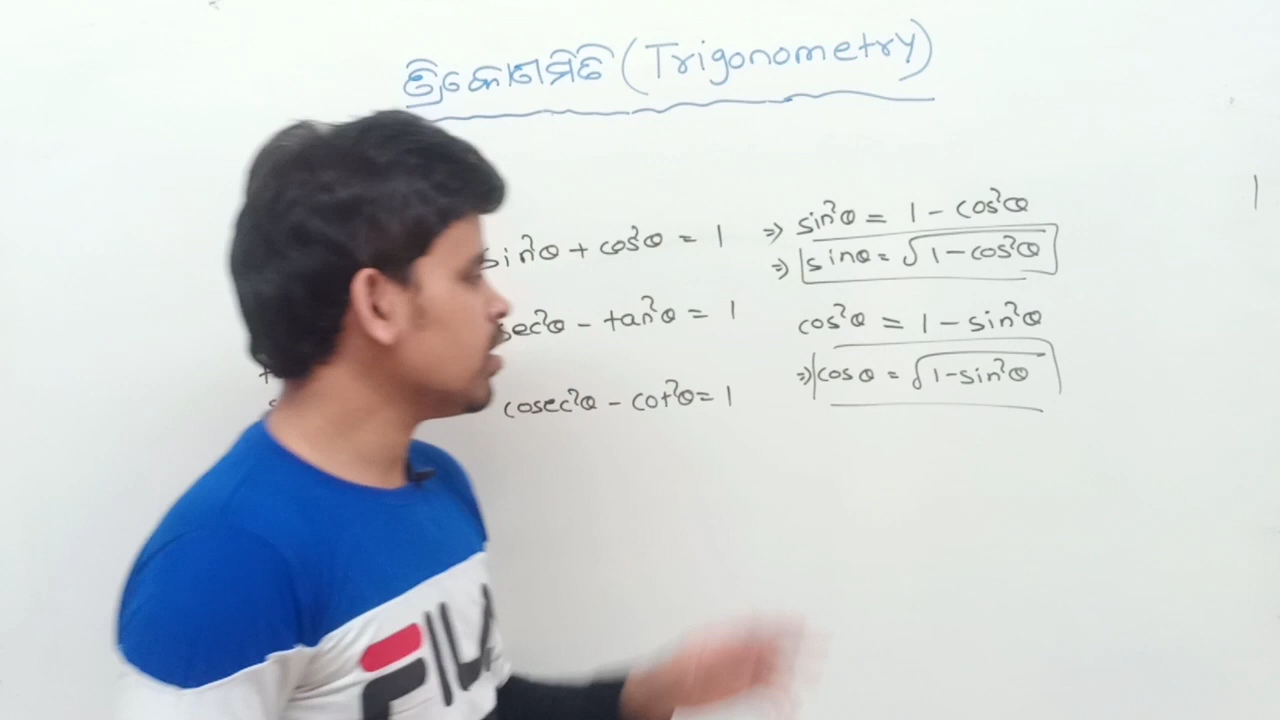 ତ୍ରିକୋଣମିତି (Trigonometry)
sin²θ + cos²θ = 1 ⇒ sin²θ = 1 - cos²θ
⇒ sinθ = √1-cos²θ
sec²θ - tan²θ = 1 cos²θ = 1 - sin²θ
⇒ cosθ = √1-sin²θ
cosec²θ - cot²θ = 1
FILA